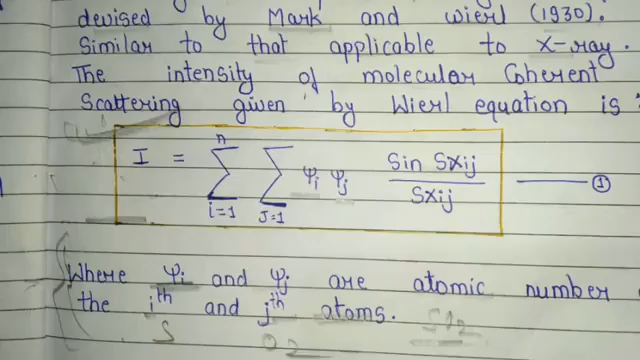 devised by Mark and Wierl (1930).
Similar to that applicable to X-ray.
The intensity of molecular Coherent
Scattering given by Wierl equation is
I = n Σ i=1 Σ J=1 Ψi Ψj Sin Sxij / Sxij — ①
Where Ψi and Ψj are atomic number
the ith and jth atoms.
S O2